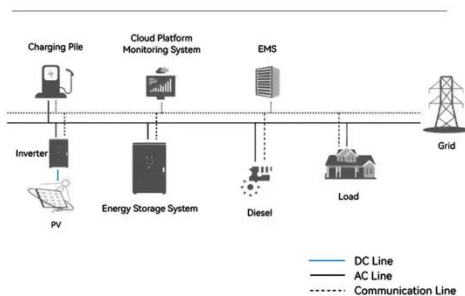 Charging Pile
Cloud Platform
Monitoring System
EMS
Grid
Inverter
PV
Energy Storage System
Diesel
Load
DC Line
AC Line
Communication Line